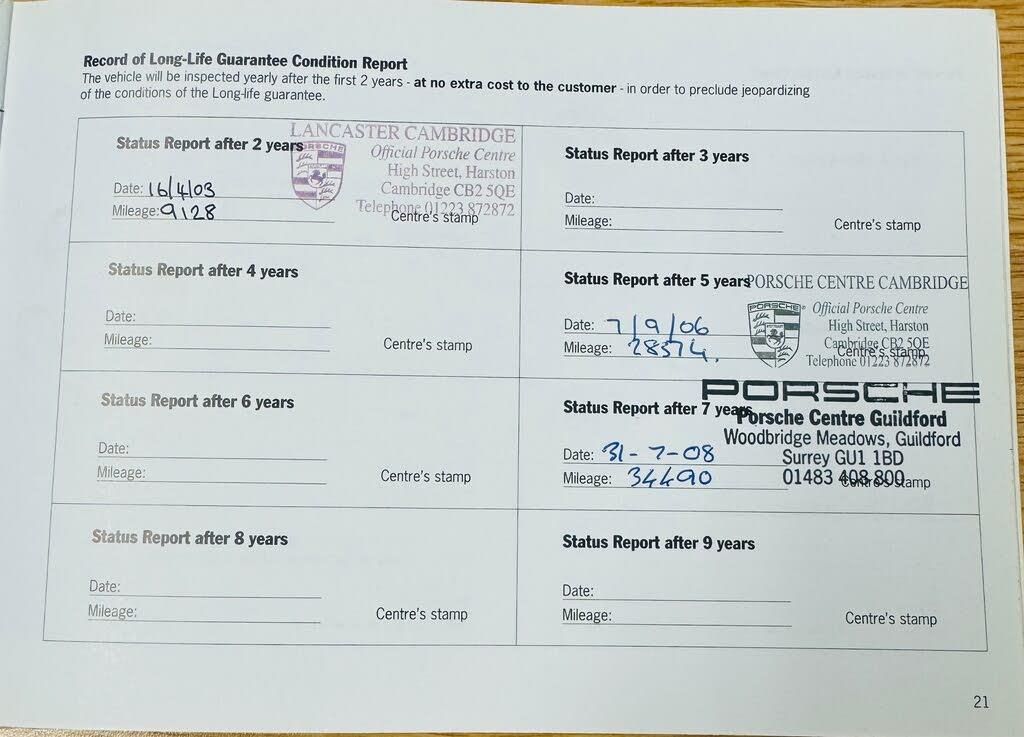 Record of Long-Life Guarantee Condition Report
The vehicle will be inspected yearly after the first 2 years - at no extra cost to the customer - in order to preclude jeopardizing
of the conditions of the Long-life guarantee.
Status Report after 2 years
LANCASTER CAMBRIDGE
PORSCHE
Official Porsche Centre
High Street, Harston
Cambridge CB2 5QE
Telephone 01223 872872
Date: 16/4/03
Mileage: 9128
Centre's stamp
Status Report after 3 years
Date:
Mileage:
Centre's stamp
Status Report after 4 years
Date:
Mileage:
Centre's stamp
Status Report after 5 years
PORSCHE CENTRE CAMBRIDGE
PORSCHE
Official Porsche Centre
High Street, Harston
Cambridge CB2 5QE
Telephone 01223 872872
Date: 7/9/06
Mileage: 28374.
Centre's stamp
Status Report after 6 years
Date:
Mileage:
Centre's stamp
Status Report after 7 years
PORSCHE
Porsche Centre Guildford
Woodbridge Meadows, Guildford
Surrey GU1 1BD
01483 408 800
Date: 31-7-08
Mileage: 34490
Centre's stamp
Status Report after 8 years
Date:
Mileage:
Centre's stamp
Status Report after 9 years
Date:
Mileage:
Centre's stamp
21